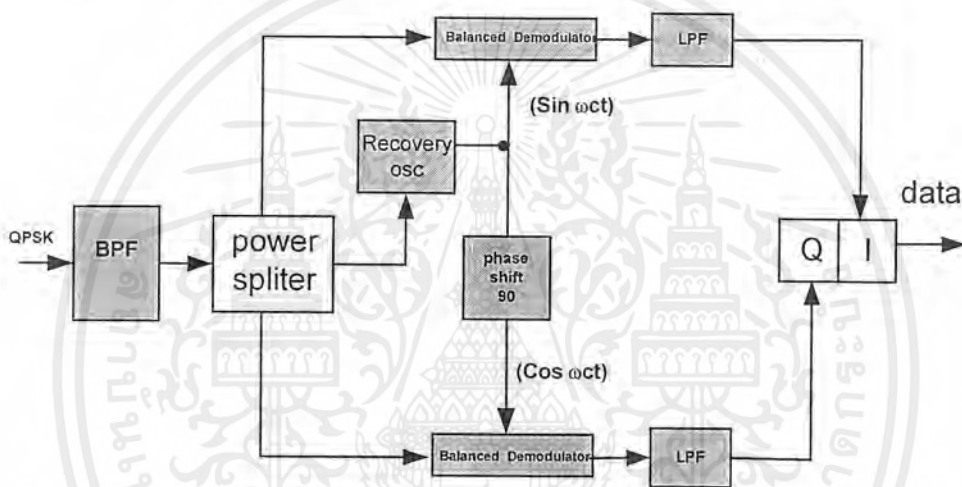 Balanced Demodulator
LPF
(Sin ωct)
Recovery
osc
data
QPSK
BPF
power
spliter
phase
shift
90
Q
I
(Cos ωct)
Balanced Demodulator
LPF